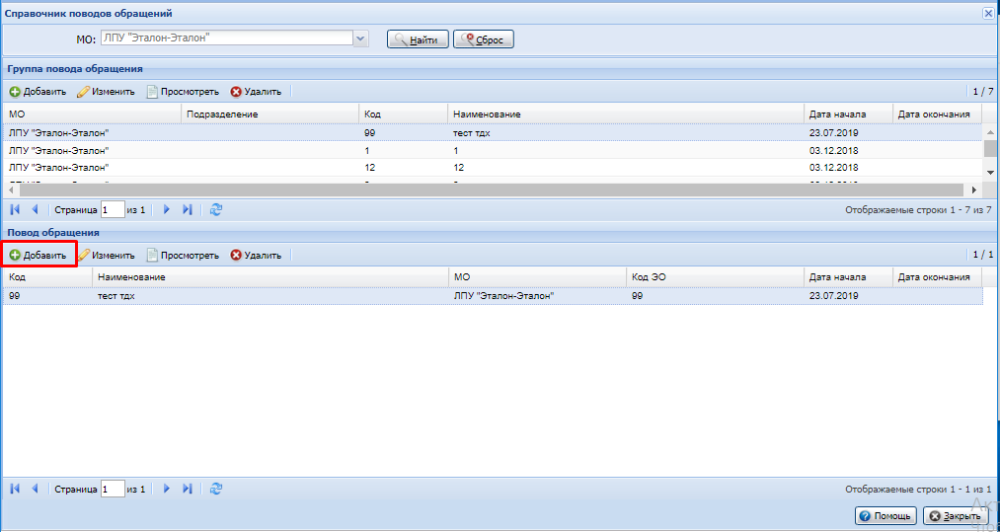 Справочник поводов обращений
МО: ЛПУ "Эталон-Эталон" Найти Сброс
Группа повода обращения
Добавить Изменить Просмотреть Удалить 1 / 7
МО Подразделение Код Наименование Дата начала Дата окончания
ЛПУ "Эталон-Эталон" 99 тест тдх 23.07.2019
ЛПУ "Эталон-Эталон" 1 1 03.12.2018
ЛПУ "Эталон-Эталон" 12 12 03.12.2018
Страница 1 из 1 Отображаемые строки 1 - 7 из 7
Повод обращения
Добавить Изменить Просмотреть Удалить 1 / 1
Код Наименование МО Код ЭО Дата начала Дата окончания
99 тест тдх ЛПУ "Эталон-Эталон" 99 23.07.2019
Страница 1 из 1 Отображаемые строки 1 - 1 из 1
Помощь Закрыть